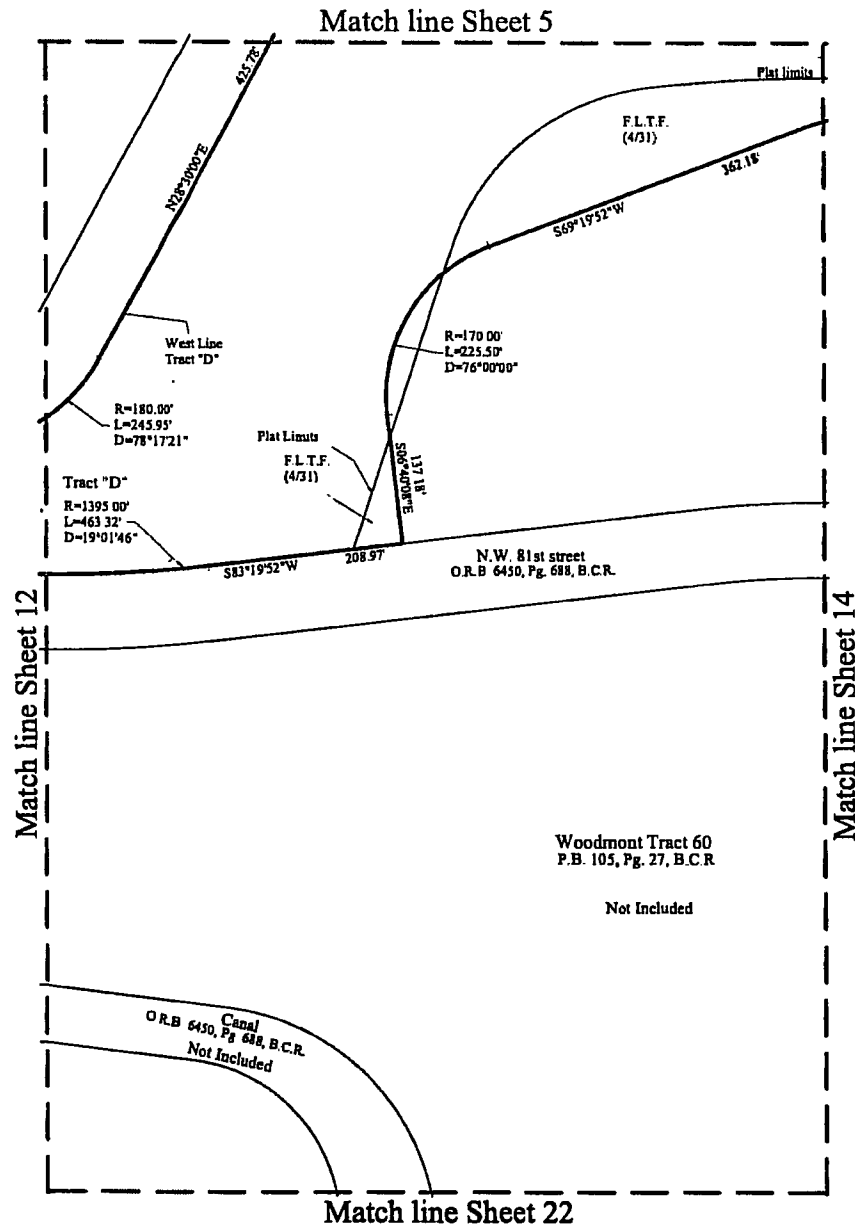 Match line Sheet 5
Plat limits
425.78'
N28°30'00"E
F.L.T.F.
(4/31)
362.18'
S69°19'52"W
West Line
Tract "D"
R=170 00'
L=225.50'
D=76°00'00"
R=180.00'
L=245.95'
D=78°17'21"
Plat Limits
F.L.T.F.
(4/31)
137 18'
S06°40'08"E
Tract "D"
R=1395 00'
L=463 32'
D=19°01'46"
S83°19'52"W
208.97'
N.W. 81st street
O.R.B 6450, Pg. 688, B.C.R.
Match line Sheet 12
Match line Sheet 14
Woodmont Tract 60
P.B. 105, Pg. 27, B.C.R
Not Included
Canal
O R.B 6450, Pg 688, B.C.R.
Not Included
Match line Sheet 22